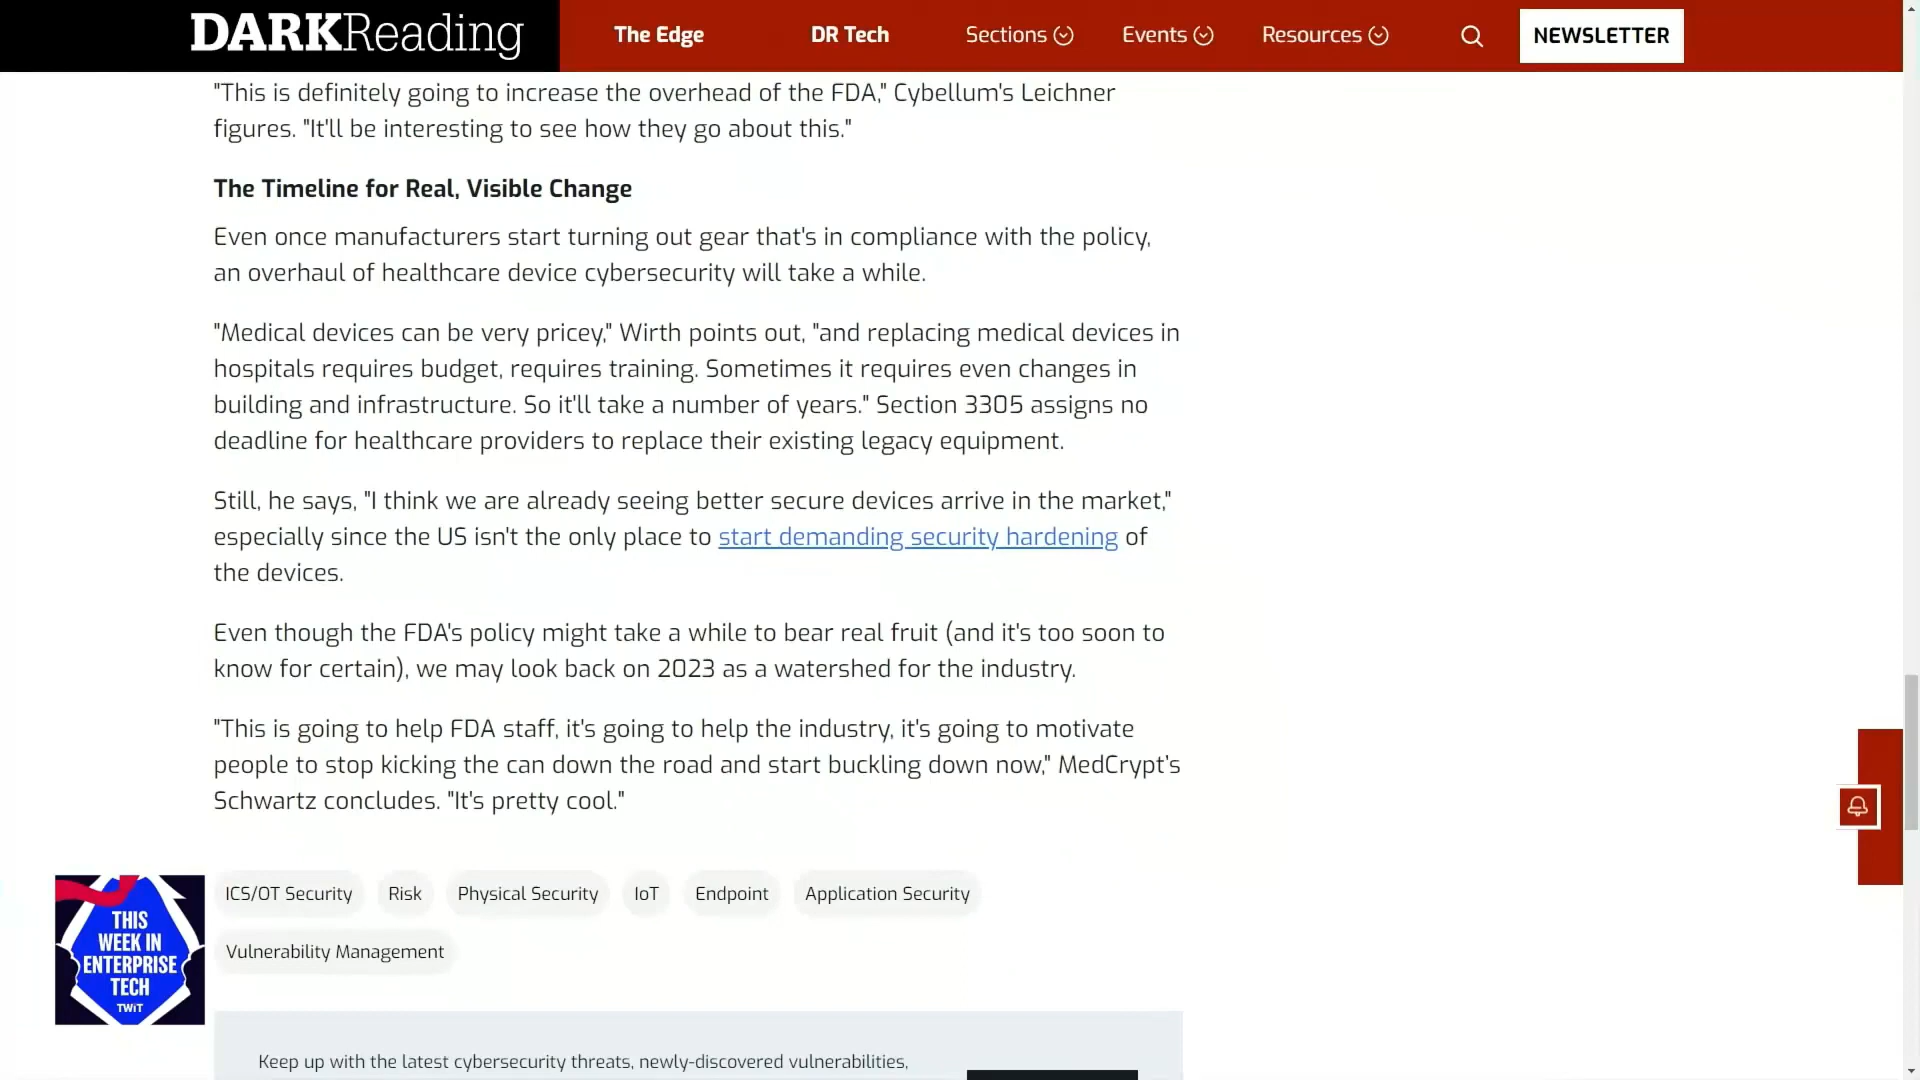 DARKReading
The Edge
DR Tech
Sections
Events
Resources
NEWSLETTER
"This is definitely going to increase the overhead of the FDA," Cybellum's Leichner
figures. "It'll be interesting to see how they go about this."
The Timeline for Real, Visible Change
Even once manufacturers start turning out gear that's in compliance with the policy,
an overhaul of healthcare device cybersecurity will take a while.
"Medical devices can be very pricey," Wirth points out, "and replacing medical devices in
hospitals requires budget, requires training. Sometimes it requires even changes in
building and infrastructure. So it'll take a number of years." Section 3305 assigns no
deadline for healthcare providers to replace their existing legacy equipment.
Still, he says, "I think we are already seeing better secure devices arrive in the market,"
especially since the US isn't the only place to start demanding security hardening of
the devices.
Even though the FDA's policy might take a while to bear real fruit (and it's too soon to
know for certain), we may look back on 2023 as a watershed for the industry.
"This is going to help FDA staff, it's going to help the industry, it's going to motivate
people to stop kicking the can down the road and start buckling down now," MedCrypt's
Schwartz concludes. "It's pretty cool."
ICS/OT Security
Risk
Physical Security
IoT
Endpoint
Application Security
Vulnerability Management
THIS
WEEK IN
ENTERPRISE
TECH
TWiT
Keep up with the latest cybersecurity threats, newly-discovered vulnerabilities,